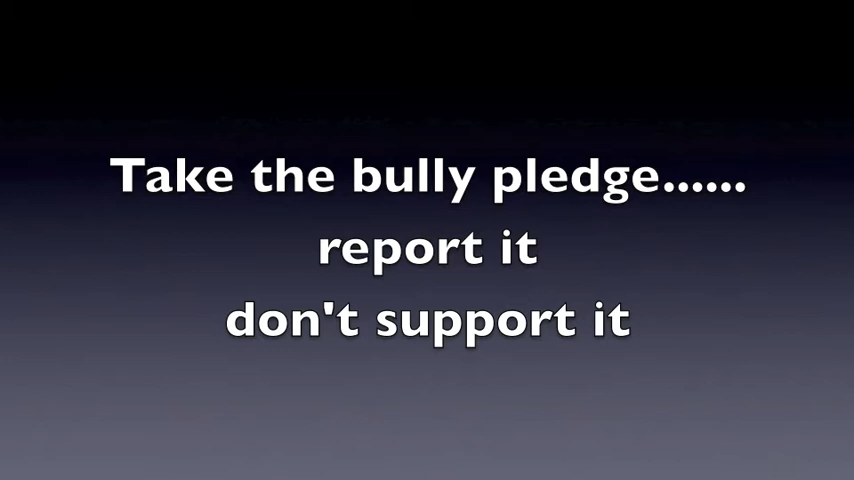 Take the bully pledge......
report it
don't support it